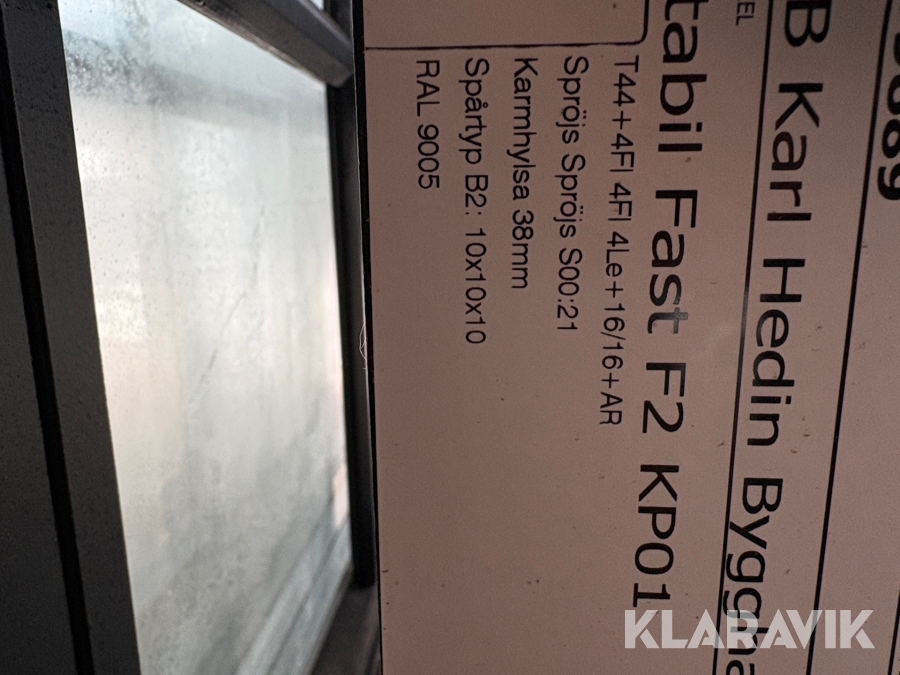 B Karl Hedin Byggha
EL
tabil Fast F2 KP01
T44+4Fl 4Fl 4Le+16/16+AR
Spröjs Spröjs S00:21
Karmhylsa 38mm
Spårtyp B2: 10x10x10
RAL 9005
KLARAVIK